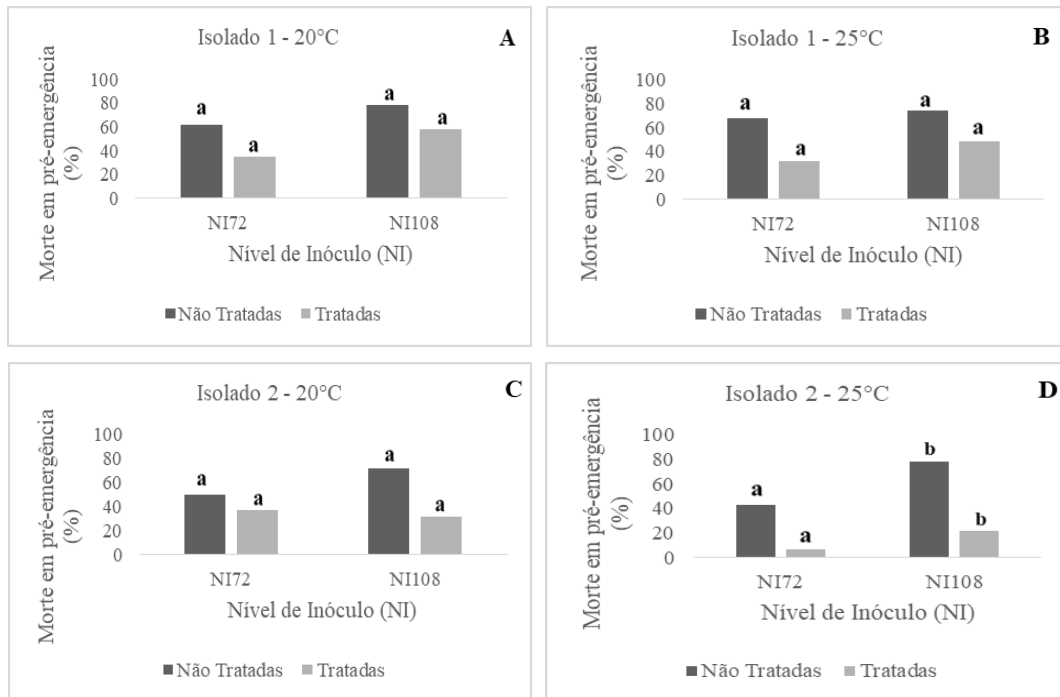 Isolado 1 - 20°C
A
Morte em pré-emergência
(%)
100
80
60
40
20
0
a
a
a
a
NI72
NI108
Nível de Inóculo (NI)
Não Tratadas
Tratadas
Isolado 1 - 25°C
B
Morte em pré-emergência
(%)
100
80
60
40
20
0
a
a
a
a
NI72
NI108
Nível de Inóculo (NI)
Não Tratadas
Tratadas
Isolado 2 - 20°C
C
Morte em pré-emergência
(%)
100
80
60
40
20
0
a
a
a
a
NI72
NI108
Nível de Inóculo (NI)
Não Tratadas
Tratadas
Isolado 2 - 25°C
D
Morte em pré-emergência
(%)
100
80
60
40
20
0
a
a
b
b
NI72
NI108
Nível de Inóculo (NI)
Não Tratadas
Tratadas